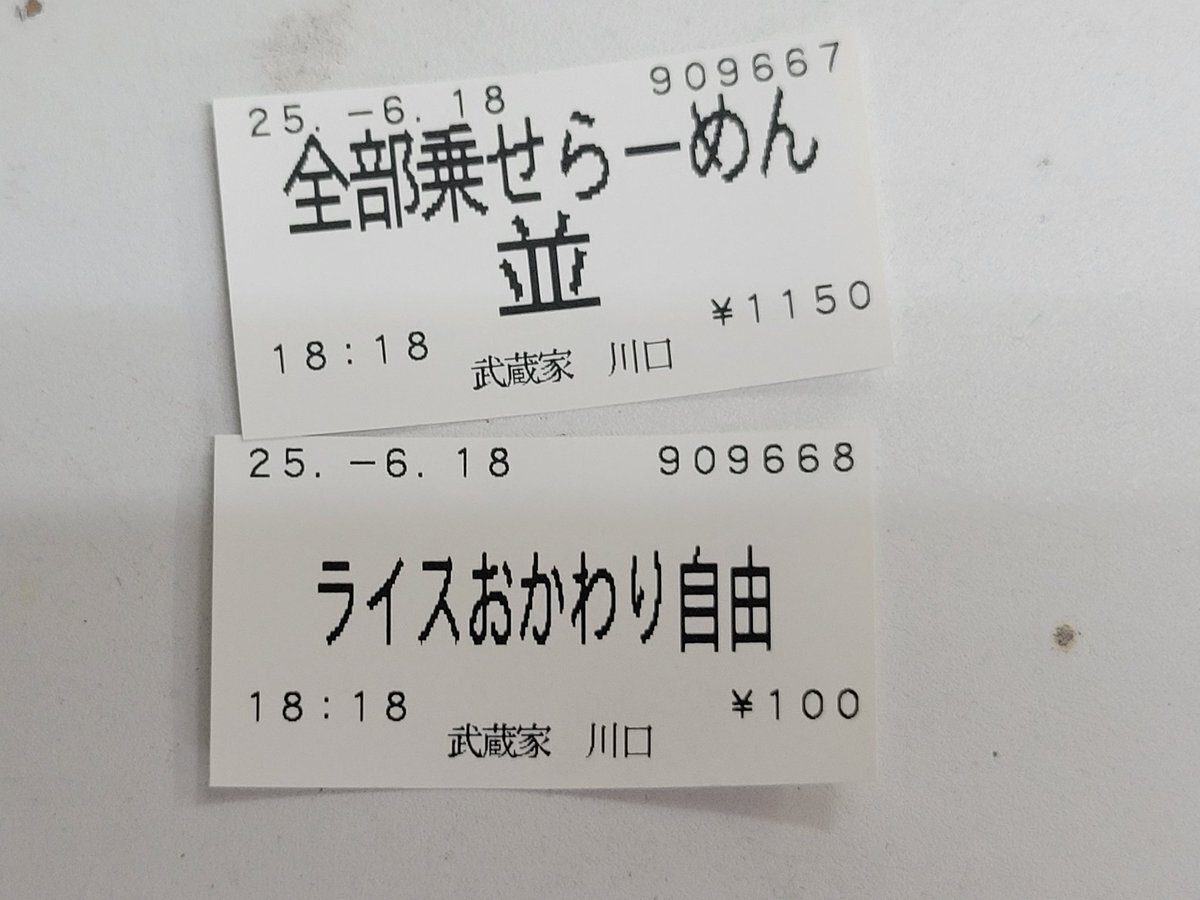 25.-6.18 909667
全部乗せらーめん
並
¥1150
18:18
武蔵家 川口
25.-6.18 909668
ライスおかわり自由
18:18 ¥100
武蔵家 川口